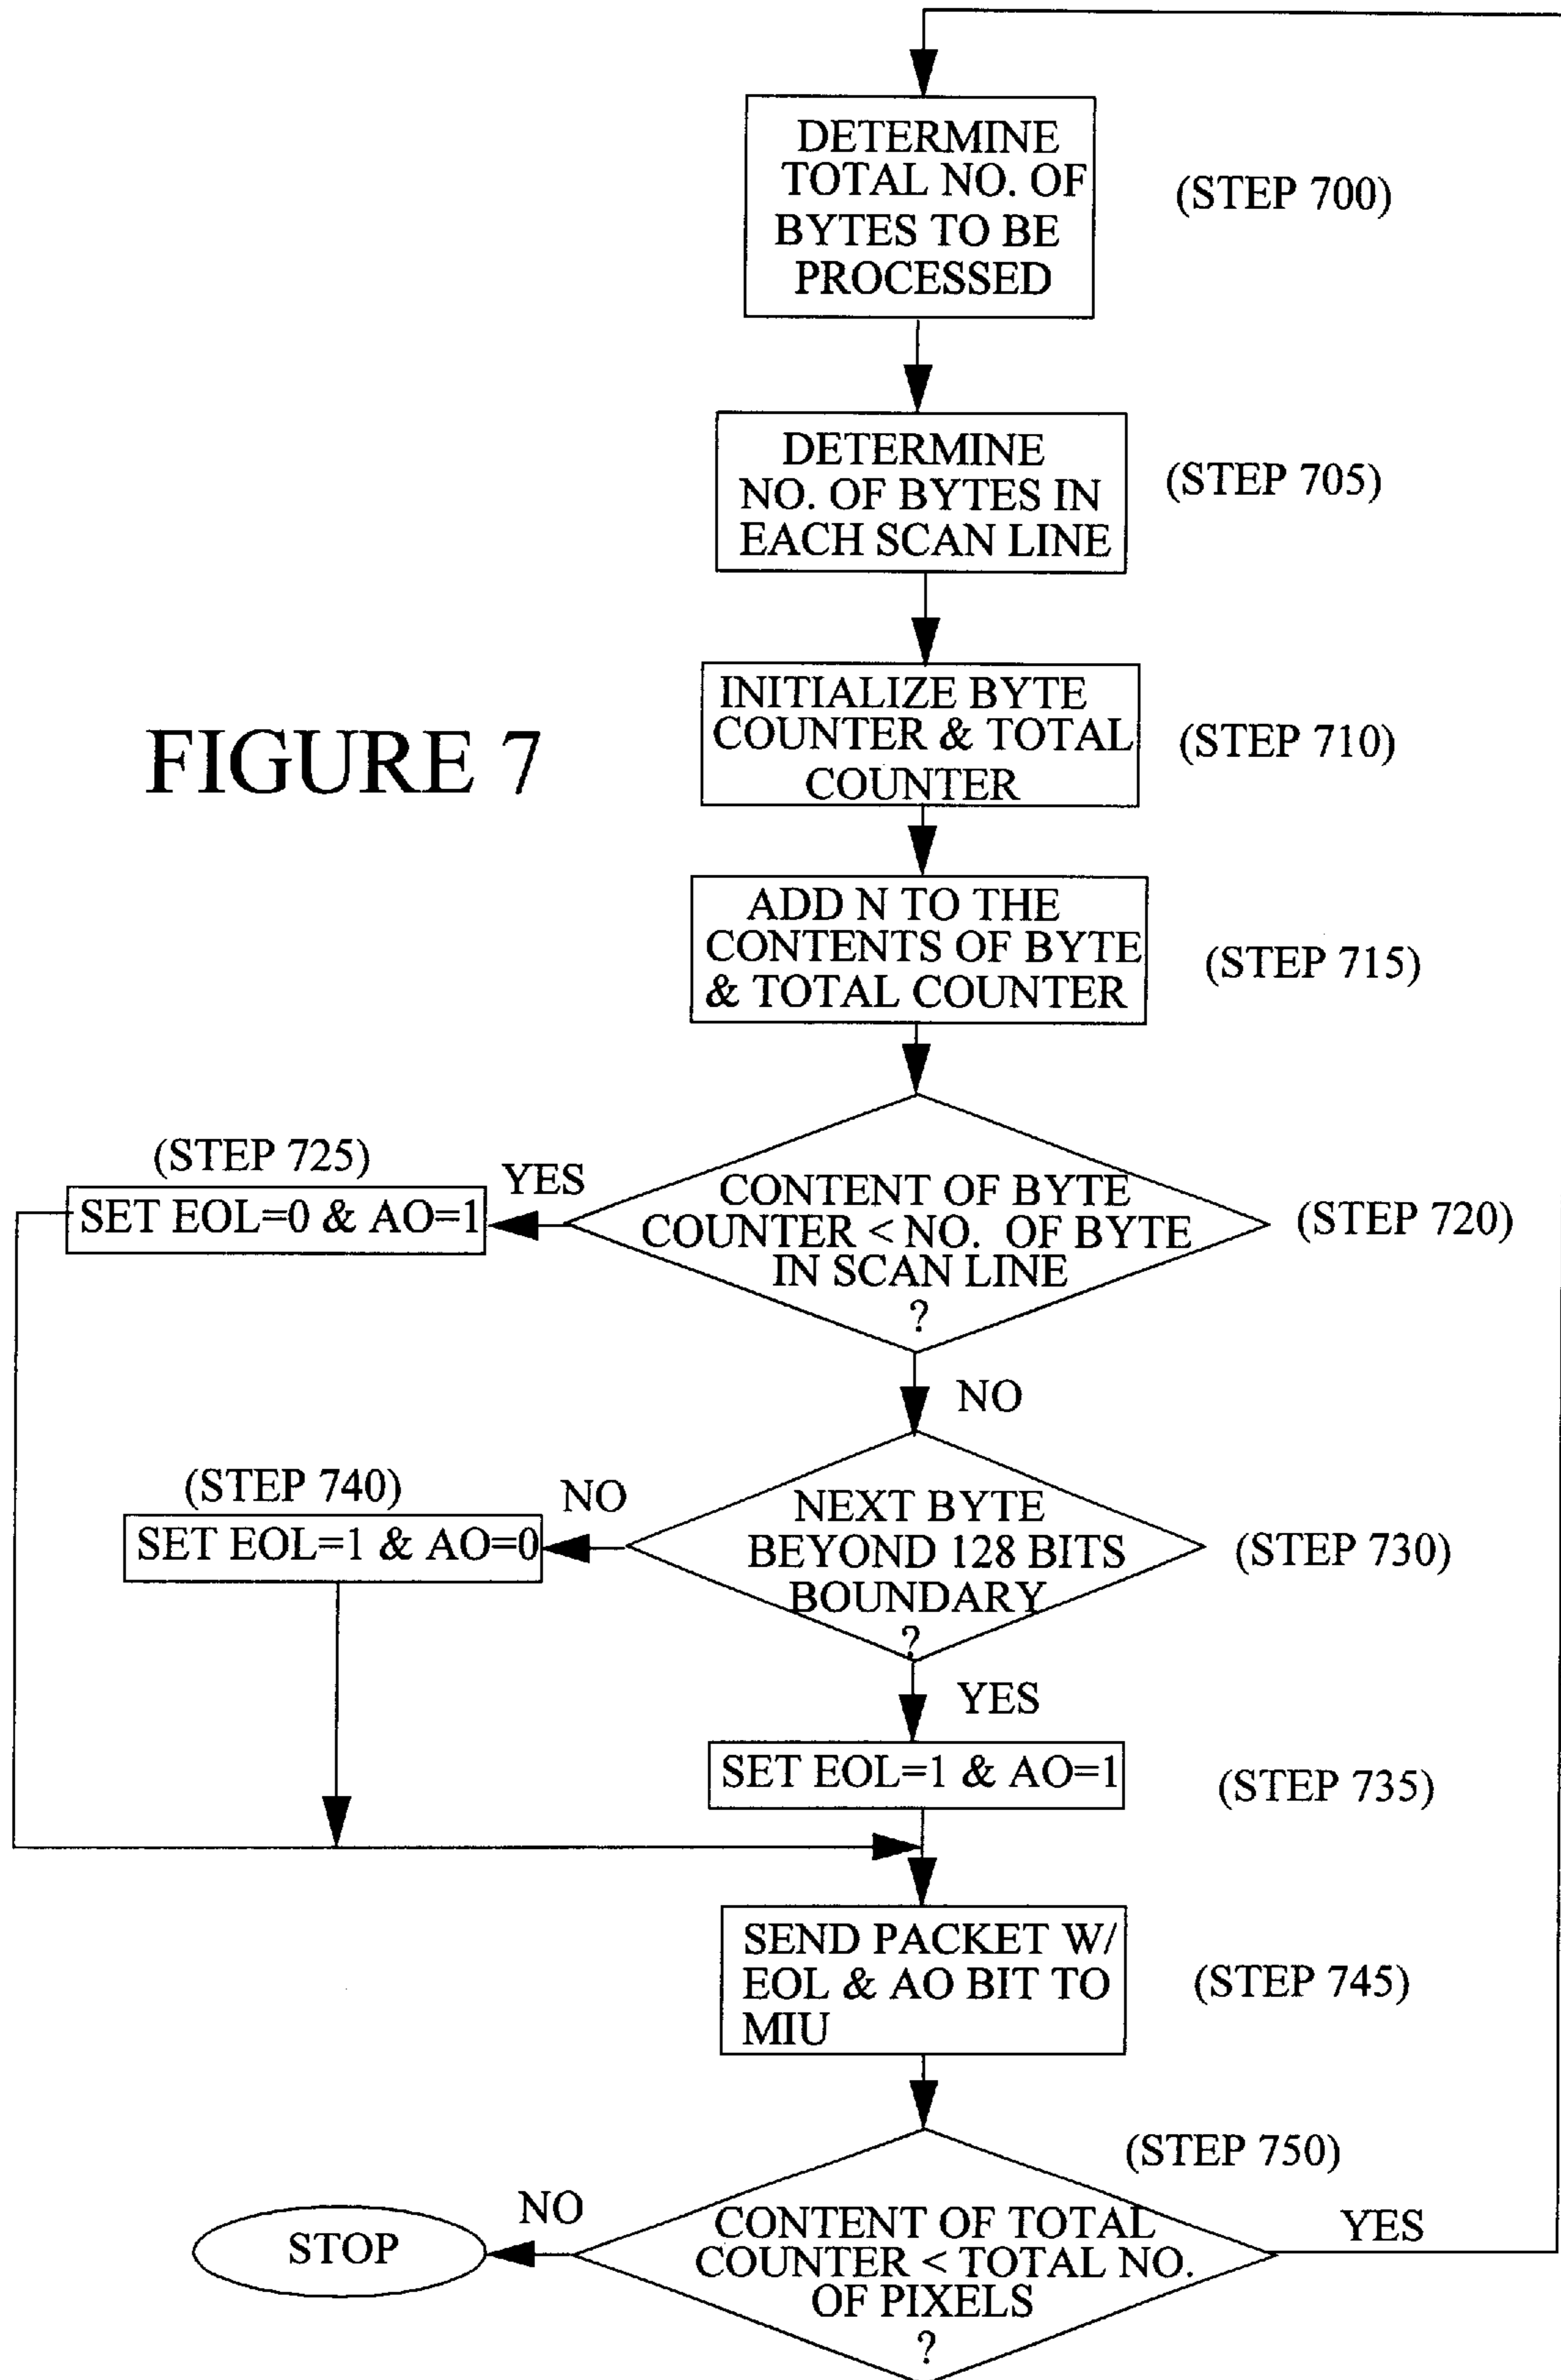 DETERMINE
TOTAL NO. OF
BYTES TO BE
PROCESSED
(STEP 700)
DETERMINE
NO. OF BYTES IN
EACH SCAN LINE
(STEP 705)
FIGURE 7
INITIALIZE BYTE
COUNTER & TOTAL
COUNTER
(STEP 710)
ADD N TO THE
CONTENTS OF BYTE
& TOTAL COUNTER
(STEP 715)
(STEP 725)
SET EOL=0 & AO=1
YES
CONTENT OF BYTE
COUNTER < NO. OF BYTE
IN SCAN LINE
?
(STEP 720)
NO
(STEP 740)
SET EOL=1 & AO=0
NO
NEXT BYTE
BEYOND 128 BITS
BOUNDARY
?
(STEP 730)
YES
SET EOL=1 & AO=1
(STEP 735)
SEND PACKET W/
EOL & AO BIT TO
MIU
(STEP 745)
(STEP 750)
STOP
NO
CONTENT OF TOTAL
COUNTER < TOTAL NO.
OF PIXELS
?
YES